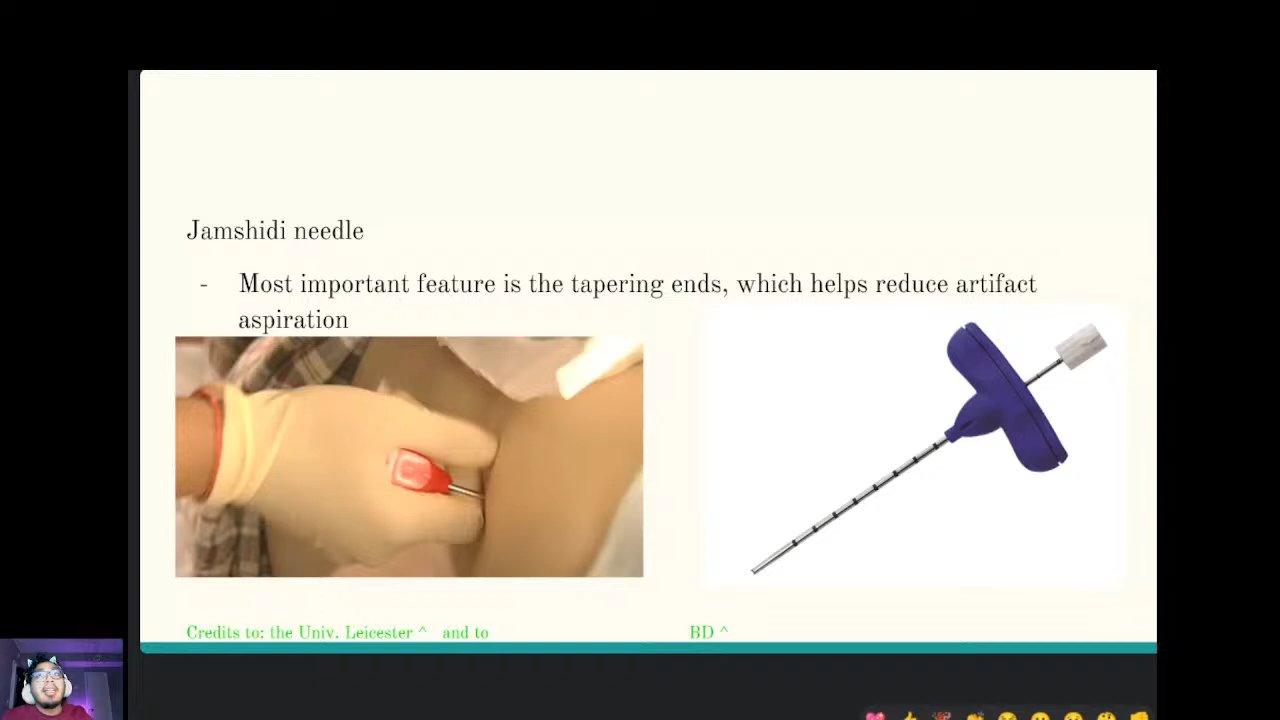 Jamshidi needle
- Most important feature is the tapering ends, which helps reduce artifact
aspiration
Credits to: the Univ. Leicester ^ and to BD ^